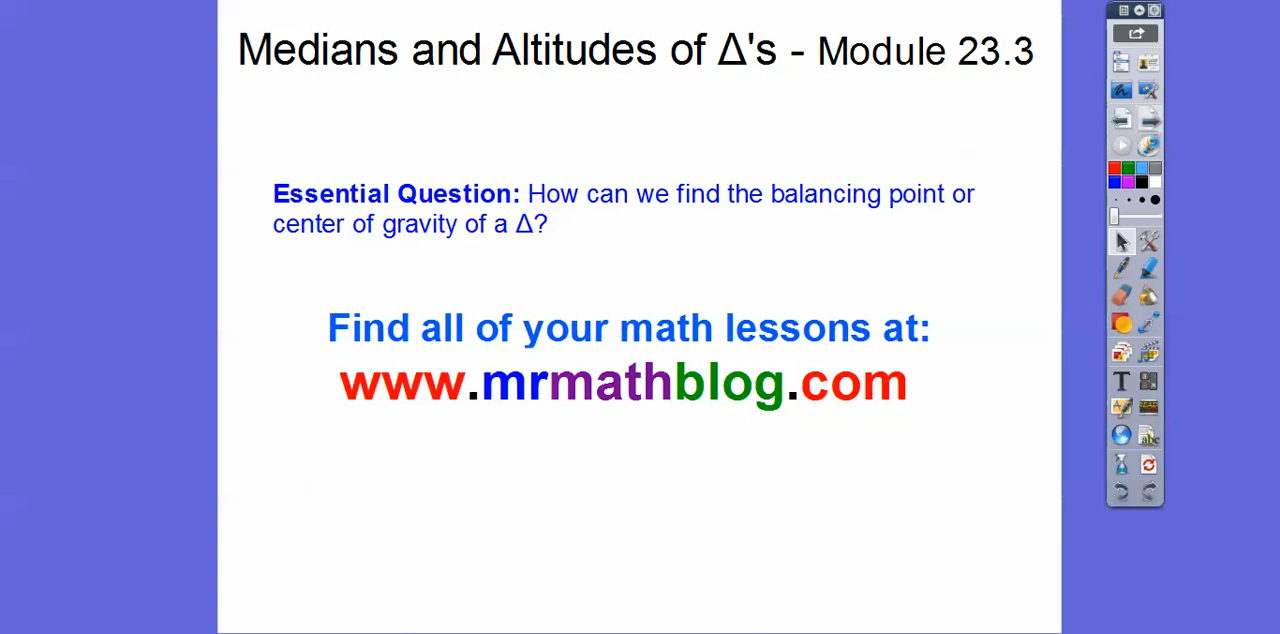 Medians and Altitudes of Δ's - Module 23.3
Essential Question: How can we find the balancing point or
center of gravity of a Δ?
Find all of your math lessons at:
www.mrmathblog.com